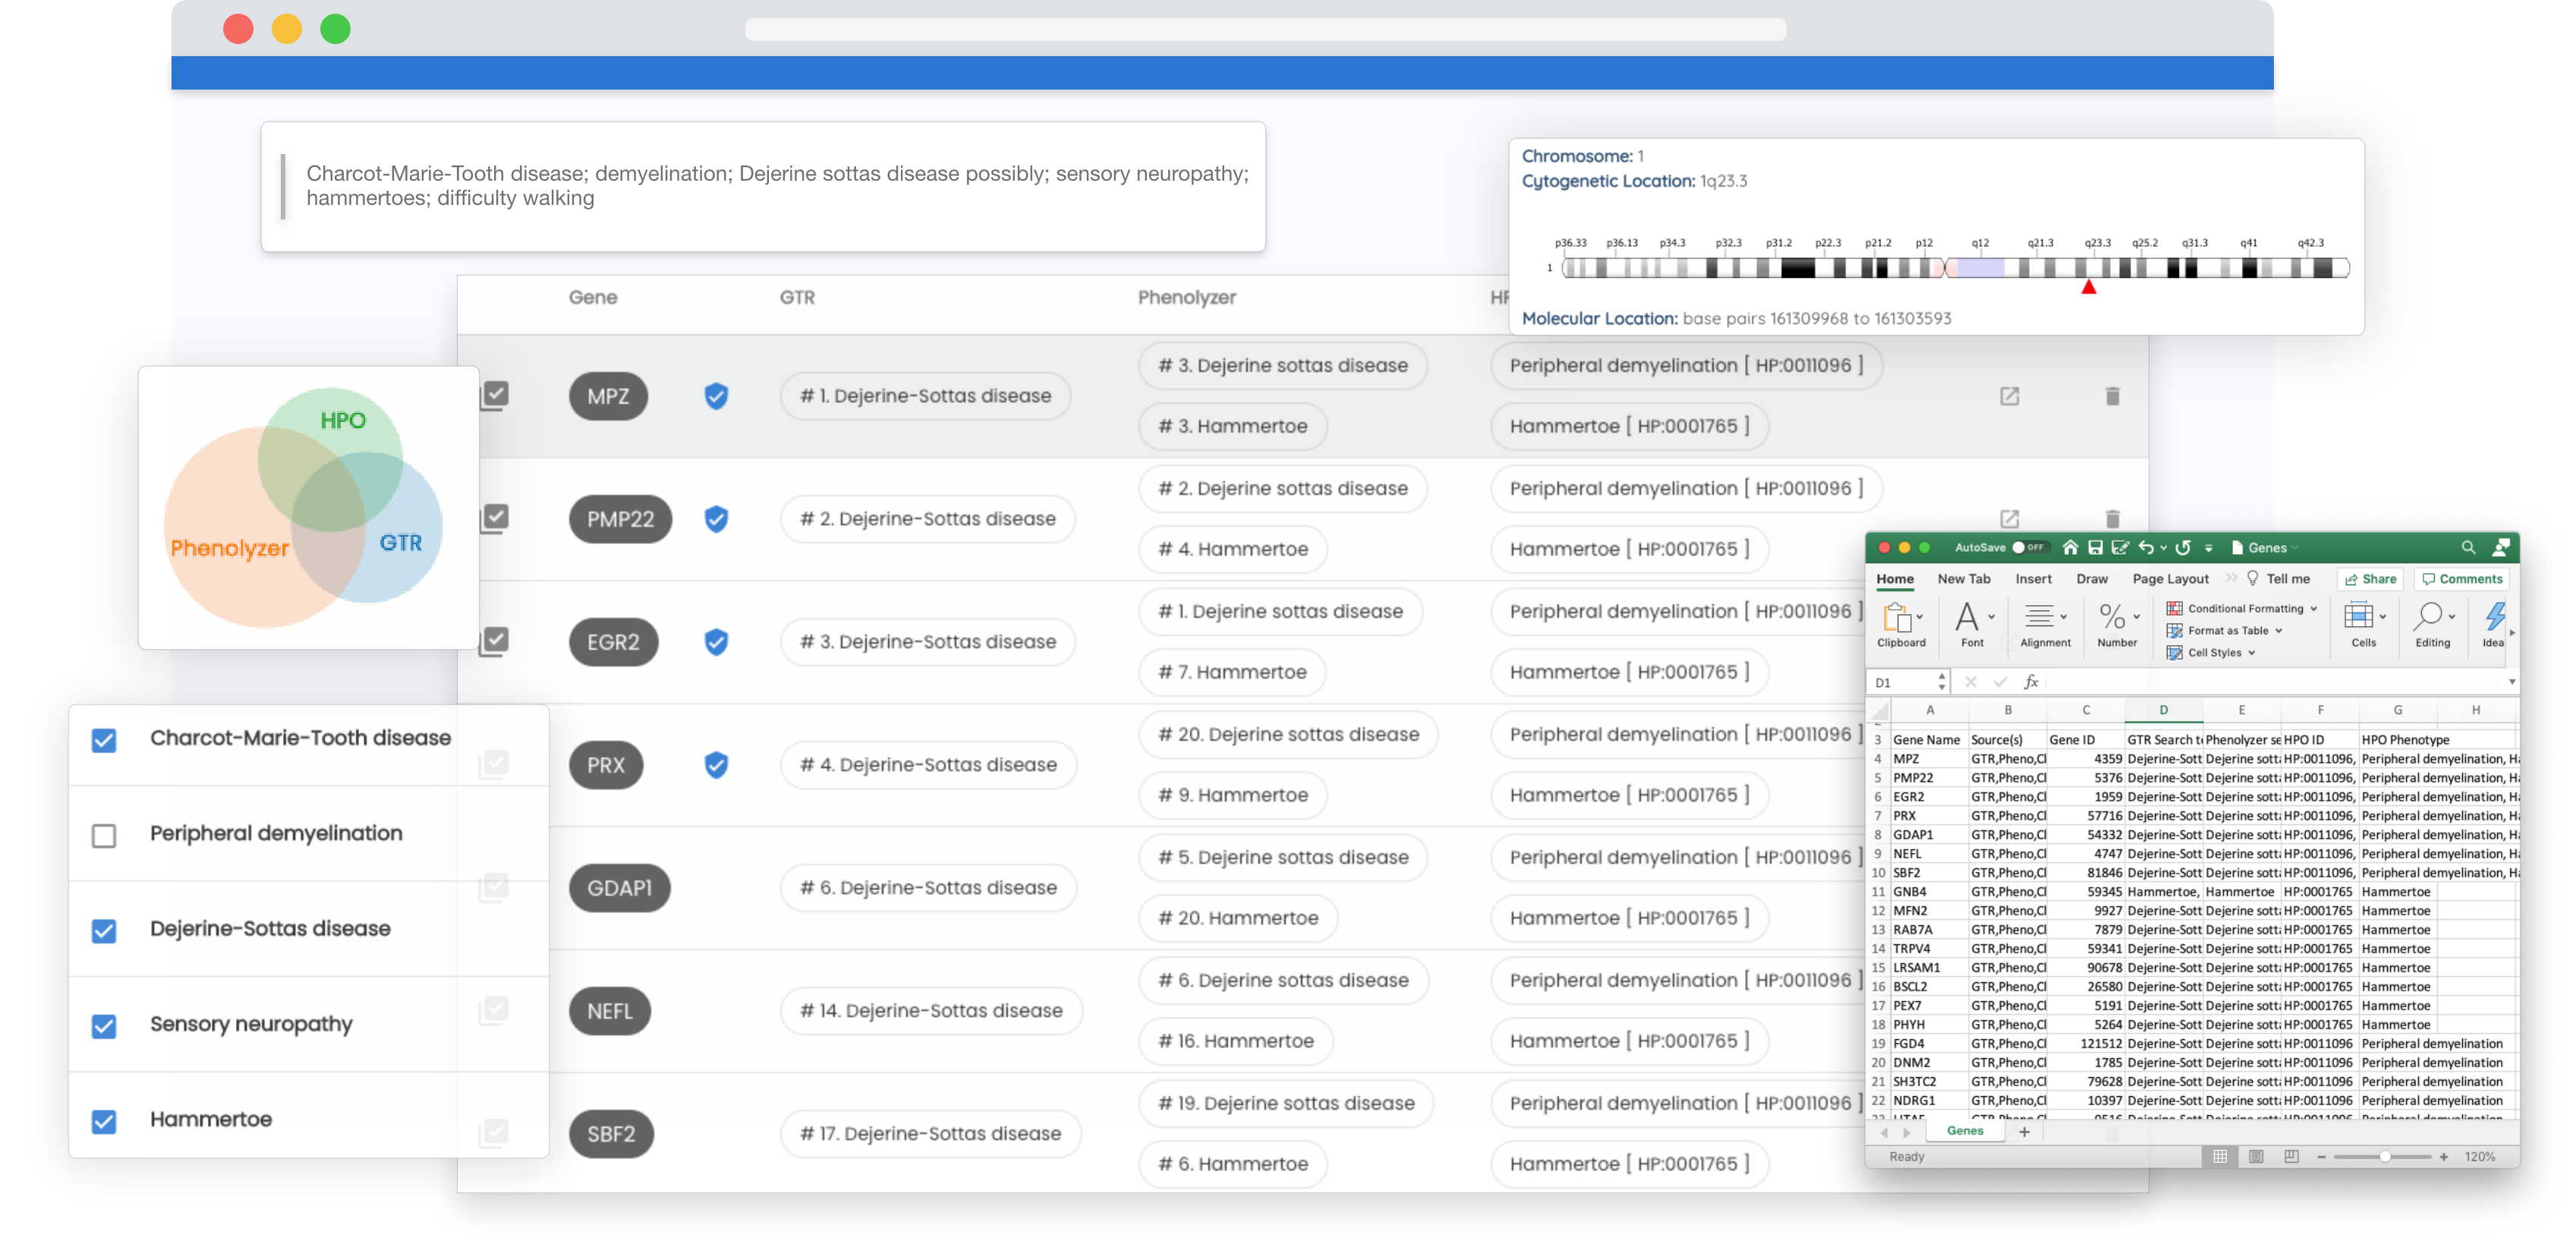 Charcot-Marie-Tooth disease; demyelination; Dejerine sottas disease possibly; sensory neuropathy;
hammertoes; difficulty walking
Chromosome: 1
Cytogenetic Location: 1q23.3
p36.33 p36.13 p34.3 p32.3 p31.2 p22.3 p21.2 p12 q12 q21.3 q23.3 q25.2 q31.3 q41 q42.3
1
Molecular Location: base pairs 161309968 to 161303593
Gene GTR Phenolyzer
MPZ # 1. Dejerine-Sottas disease # 3. Dejerine sottas disease Peripheral demyelination [ HP:0011096 ]
# 3. Hammertoe Hammertoe [ HP:0001765 ]
PMP22 # 2. Dejerine-Sottas disease # 2. Dejerine sottas disease Peripheral demyelination [ HP:0011096 ]
# 4. Hammertoe Hammertoe [ HP:0001765 ]
EGR2 # 3. Dejerine-Sottas disease # 1. Dejerine sottas disease Peripheral demyelination [ HP:0011096 ]
# 7. Hammertoe Hammertoe [ HP:0001765 ]
PRX # 4. Dejerine-Sottas disease # 20. Dejerine sottas disease Peripheral demyelination [ HP:0011096 ]
# 9. Hammertoe Hammertoe [ HP:0001765 ]
GDAP1 # 6. Dejerine-Sottas disease # 5. Dejerine sottas disease Peripheral demyelination [ HP:0011096 ]
# 20. Hammertoe Hammertoe [ HP:0001765 ]
NEFL # 14. Dejerine-Sottas disease # 6. Dejerine sottas disease Peripheral demyelination [ HP:0011096 ]
# 16. Hammertoe Hammertoe [ HP:0001765 ]
SBF2 # 17. Dejerine-Sottas disease # 19. Dejerine sottas disease Peripheral demyelination [ HP:0011096 ]
# 6. Hammertoe Hammertoe [ HP:0001765 ]
HPO
Phenolyzer
GTR
Charcot-Marie-Tooth disease
Peripheral demyelination
Dejerine-Sottas disease
Sensory neuropathy
Hammertoe
AutoSave OFF Genes
Home New Tab Insert Draw Page Layout Tell me Share Comments
Clipboard Font Alignment Number Conditional Formatting Format as Table Cell Styles Cells Editing Idea
D1 fx
A B C D E F G H
3 Gene Name Source(s) Gene ID GTR Search Phenolyzer se HPO ID HPO Phenotype
4 MPZ GTR,Pheno,Cl 4359 Dejerine-Sott Dejerine sott HP:0011096, Peripheral demyelination, Ha
5 PMP22 GTR,Pheno,Cl 5376 Dejerine-Sott Dejerine sott HP:0011096, Peripheral demyelination, Ha
6 EGR2 GTR,Pheno,Cl 1959 Dejerine-Sott Dejerine sott HP:0011096, Peripheral demyelination, Ha
7 PRX GTR,Pheno,Cl 57716 Dejerine-Sott Dejerine sott HP:0011096, Peripheral demyelination, Ha
8 GDAP1 GTR,Pheno,Cl 54332 Dejerine-Sott Dejerine sott HP:0011096, Peripheral demyelination, Ha
9 NEFL GTR,Pheno,Cl 4747 Dejerine-Sott Dejerine sott HP:0011096, Peripheral demyelination, Ha
10 SBF2 GTR,Pheno,Cl 81846 Dejerine-Sott Dejerine sott HP:0011096, Peripheral demyelination, Ha
11 GNB4 GTR,Pheno,Cl 59345 Hammertoe, Hammertoe HP:0001765 Hammertoe
12 MFN2 GTR,Pheno,Cl 9927 Dejerine-Sott Dejerine sott HP:0001765 Hammertoe
13 RAB7A GTR,Pheno,Cl 7879 Dejerine-Sott Dejerine sott HP:0001765 Hammertoe
14 TRPV4 GTR,Pheno,Cl 59341 Dejerine-Sott Dejerine sott HP:0001765 Hammertoe
15 LRSAM1 GTR,Pheno,Cl 90678 Dejerine-Sott Dejerine sott HP:0001765 Hammertoe
16 BSCL2 GTR,Pheno,Cl 26580 Dejerine-Sott Dejerine sott HP:0001765 Hammertoe
17 PEX7 GTR,Pheno,Cl 5191 Dejerine-Sott Dejerine sott HP:0001765 Hammertoe
18 PHYH GTR,Pheno,Cl 5264 Dejerine-Sott Dejerine sott HP:0001765 Hammertoe
19 FGD4 GTR,Pheno,Cl 121512 Dejerine-Sott Dejerine sott HP:0011096 Peripheral demyelination
20 DNM2 GTR,Pheno,Cl 1785 Dejerine-Sott Dejerine sott HP:0011096 Peripheral demyelination
21 SH3TC2 GTR,Pheno,Cl 79628 Dejerine-Sott Dejerine sott HP:0011096 Peripheral demyelination
22 NDRG1 GTR,Pheno,Cl 10397 Dejerine-Sott Dejerine sott HP:0011096 Peripheral demyelination
Genes +
Ready 120%